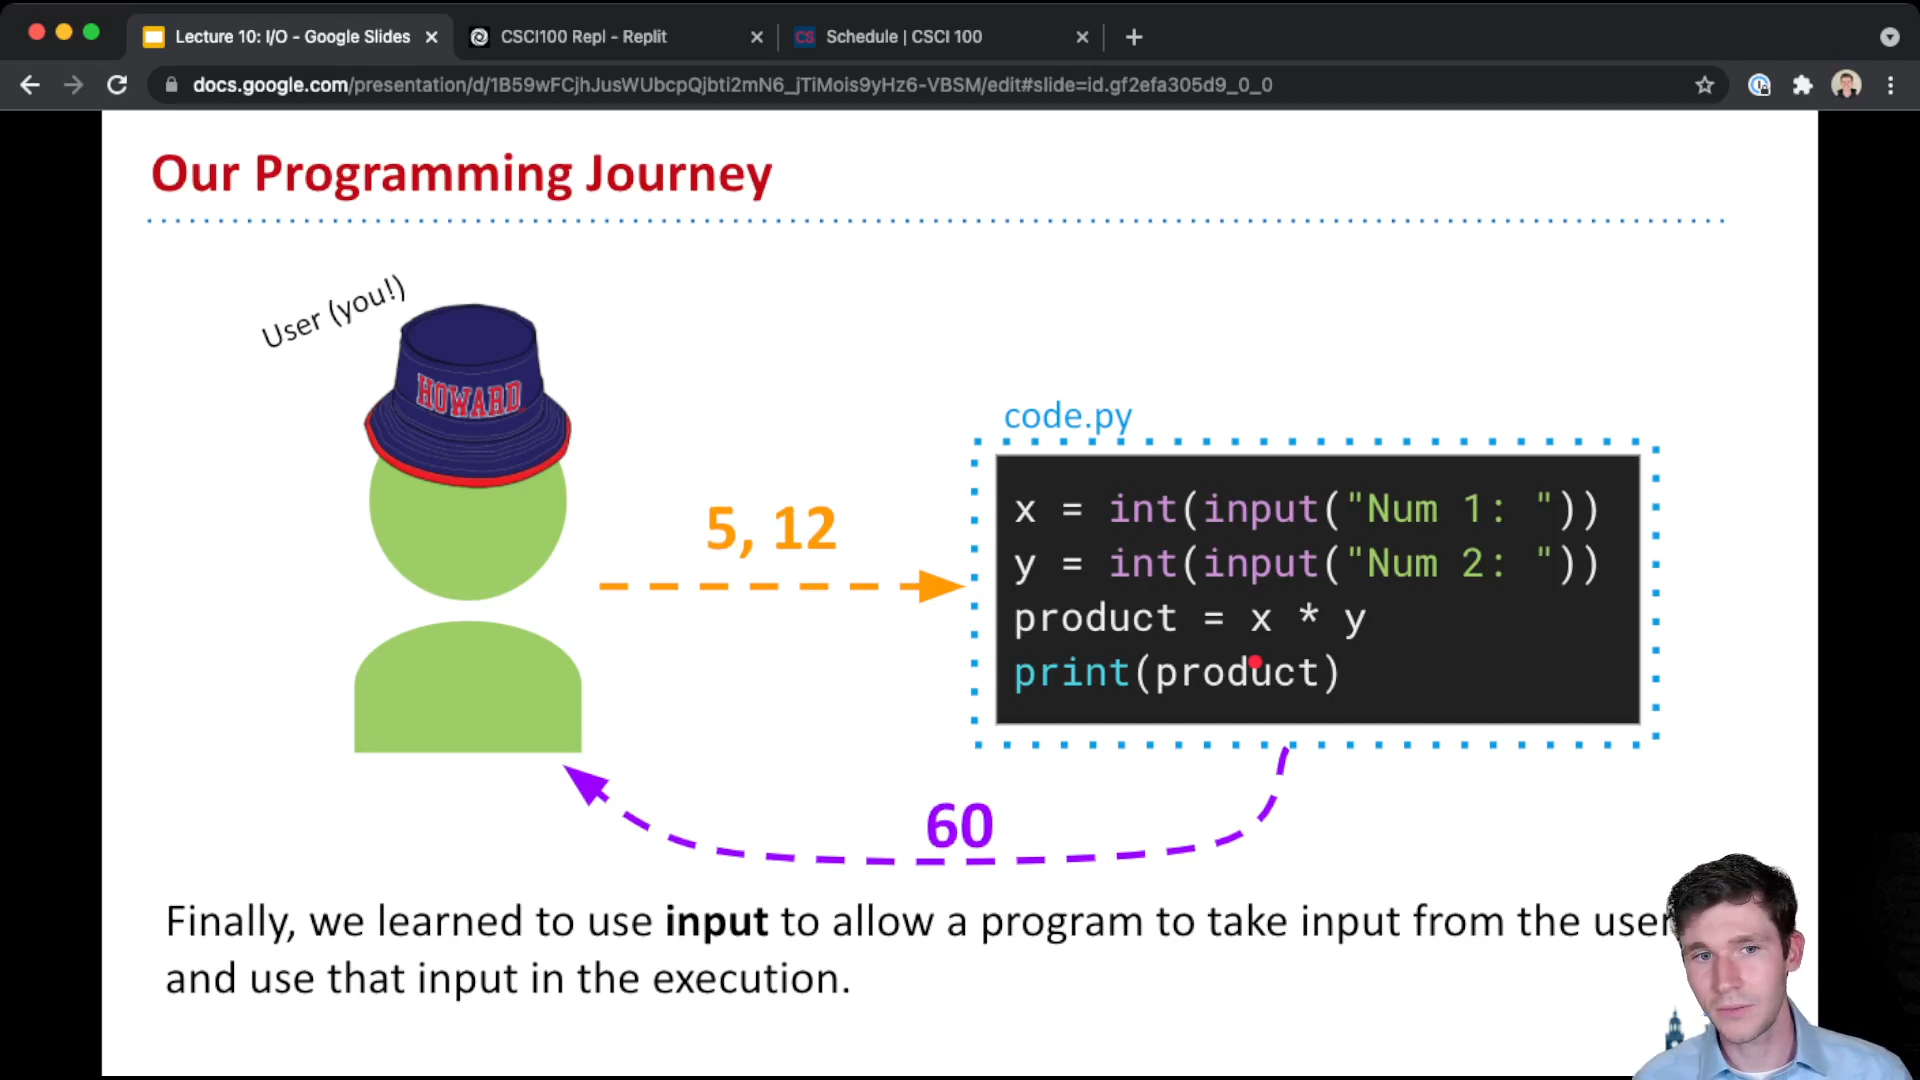 Lecture 10: I/O - Google Slides
CSCI100 Repl - Replit
CS Schedule | CSCI 100
docs.google.com/presentation/d/1B59wFCjhJusWUbcpQjbti2mN6_jTiMois9yHz6-VBSM/edit#slide=id.gf2efa305d9_0_0
Our Programming Journey
User (you!)
HOWARD
code.py
5, 12
x = int(input("Num 1: "))
y = int(input("Num 2: "))
product = x * y
print(product)
60
Finally, we learned to use input to allow a program to take input from the user
and use that input in the execution.